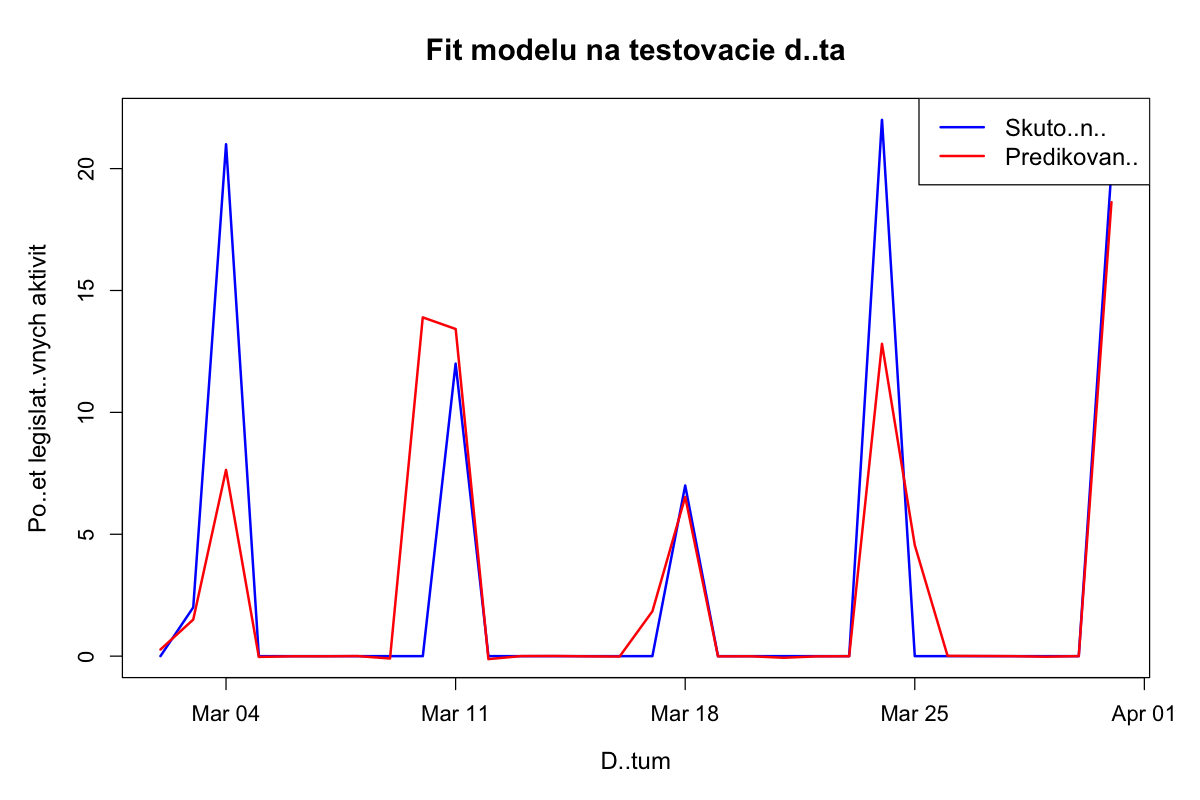 Fit modelu na testovacie d..ta
Skuto..n..
Predikovan..
Po..et legislat..vnych aktivit
20
15
10
5
0
Mar 04
Mar 11
Mar 18
Mar 25
Apr 01
D..tum